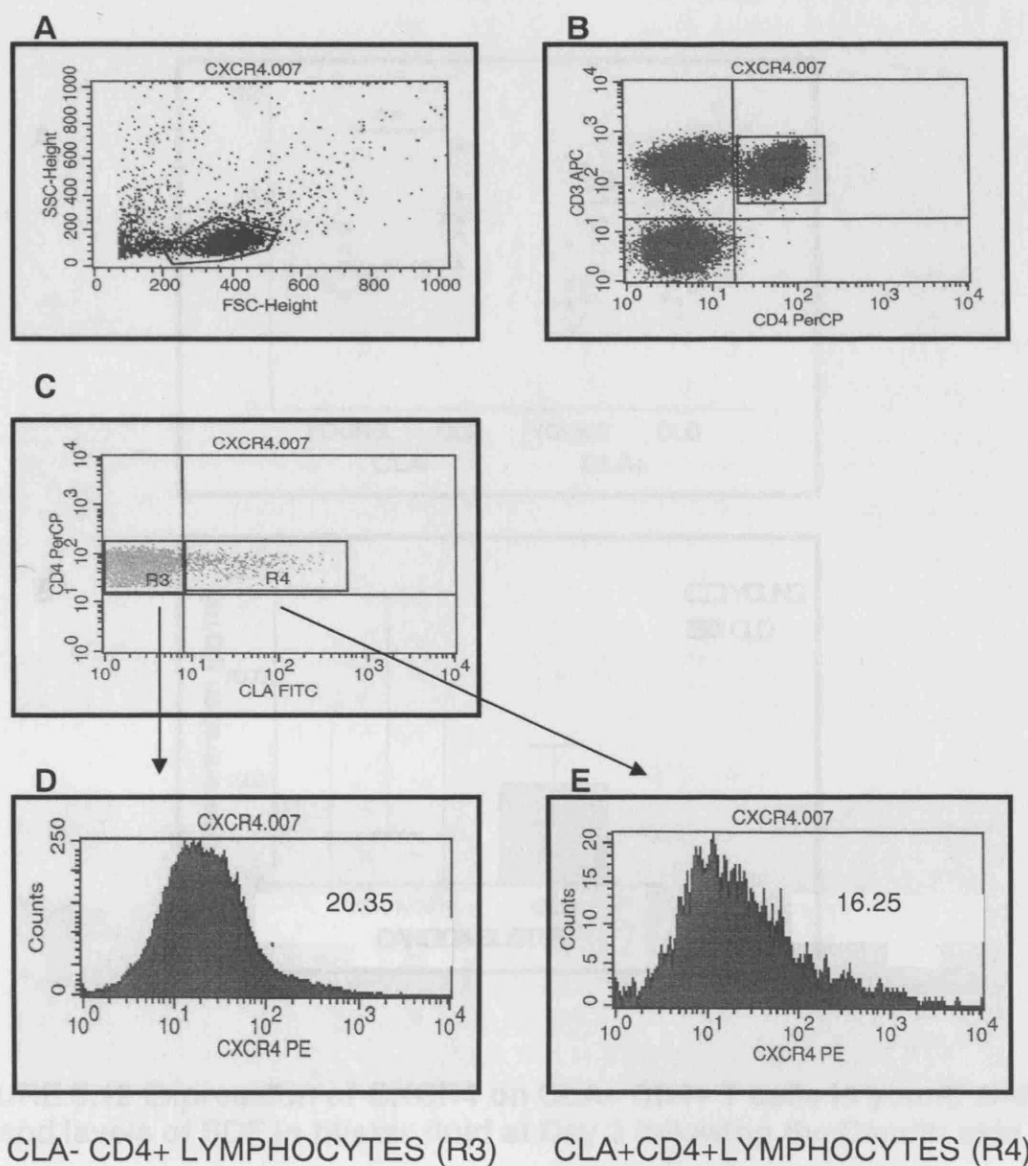 A
CXCR4.007
SSC-Height
1000
800
600
400
200
0
0 200 400 600 800 1000
FSC-Height
B
CXCR4.007
CD3 APC
10^4
10^3
10^2
10^1
10^0
10^0 10^1 10^2 10^3 10^4
CD4 PerCP
C
CXCR4.007
CD4 PerCP
10^4
10^3
10^2
10^1
10^0
R3 R4
10^0 10^1 10^2 10^3 10^4
CLA FITC
D
CXCR4.007
Counts
250
0
20.35
10^0 10^1 10^2 10^3 10^4
CXCR4 PE
E
CXCR4.007
Counts
20
15
10
5
0
16.25
10^0 10^1 10^2 10^3 10^4
CXCR4 PE
CLA- CD4+ LYMPHOCYTES (R3)
CLA+CD4+LYMPHOCYTES (R4)